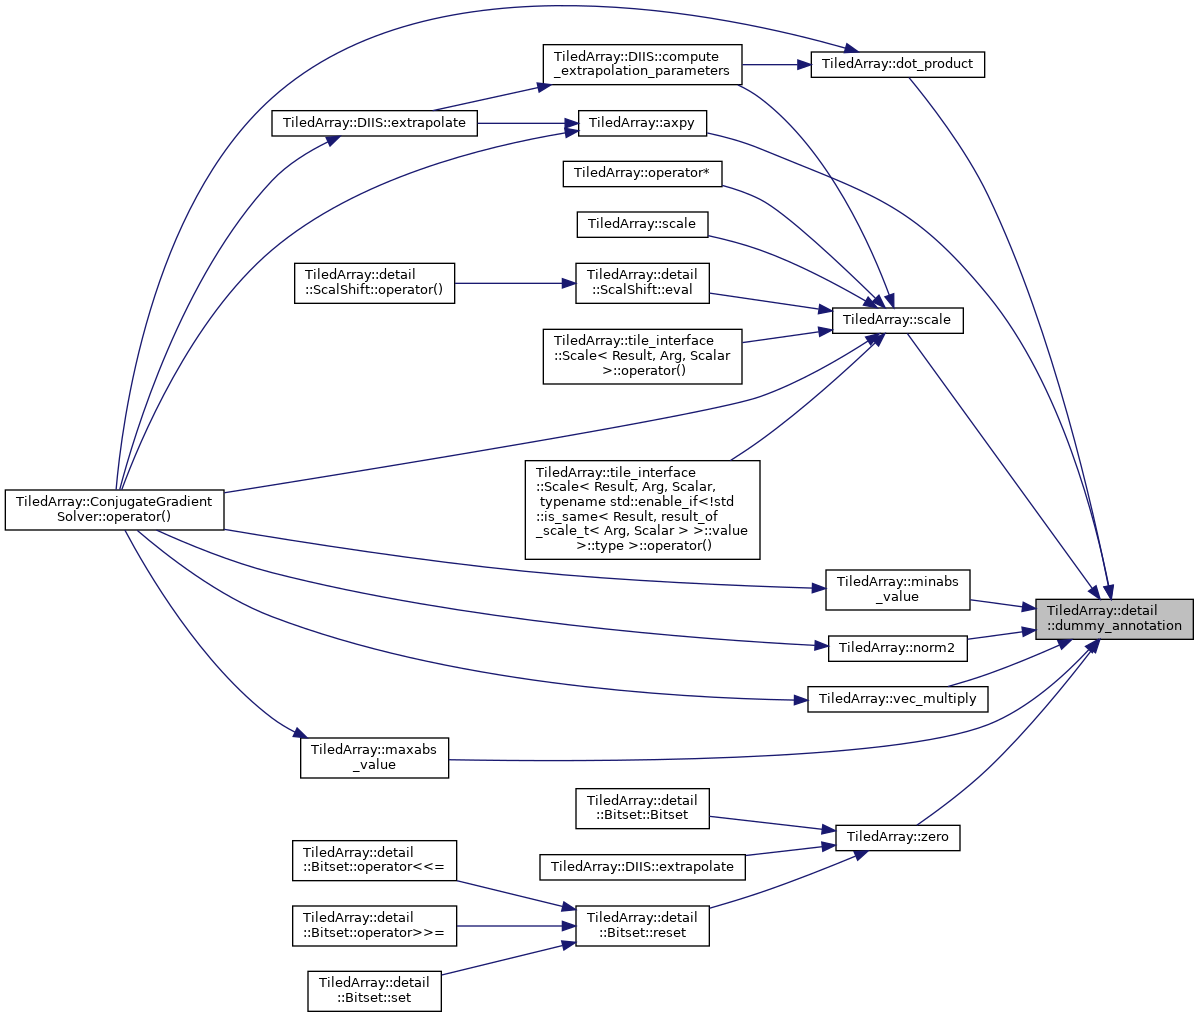 TiledArray::DIIS::compute
_extrapolation_parameters
TiledArray::dot_product
TiledArray::DIIS::extrapolate
TiledArray::axpy
TiledArray::operator*
TiledArray::scale
TiledArray::detail
::ScalShift::operator()
TiledArray::detail
::ScalShift::eval
TiledArray::scale
TiledArray::tile_interface
::Scale< Result, Arg, Scalar
>::operator()
TiledArray::tile_interface
::Scale< Result, Arg, Scalar,
typename std::enable_if<!std
::is_same< Result, result_of
_scale_t< Arg, Scalar > >::value
>::type >::operator()
TiledArray::ConjugateGradient
Solver::operator()
TiledArray::minabs
_value
TiledArray::detail
::dummy_annotation
TiledArray::norm2
TiledArray::vec_multiply
TiledArray::maxabs
_value
TiledArray::detail
::Bitset::Bitset
TiledArray::zero
TiledArray::detail
::Bitset::operator<<=
TiledArray::DIIS::extrapolate
TiledArray::detail
::Bitset::operator>>=
TiledArray::detail
::Bitset::reset
TiledArray::detail
::Bitset::set